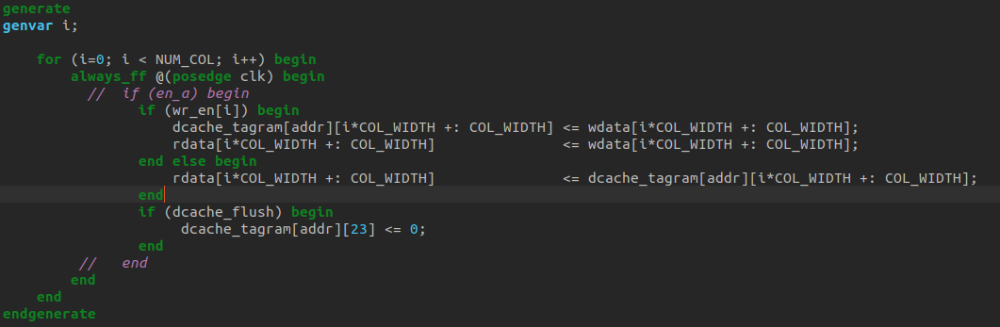 generate
genvar i;
for (i=0; i < NUM_COL; i++) begin
always_ff @(posedge clk) begin
// if (en_a) begin
if (wr_en[i]) begin
dcache_tagram[addr][i*COL_WIDTH +: COL_WIDTH] <= wdata[i*COL_WIDTH +: COL_WIDTH];
rdata[i*COL_WIDTH +: COL_WIDTH] <= wdata[i*COL_WIDTH +: COL_WIDTH];
end else begin
rdata[i*COL_WIDTH +: COL_WIDTH] <= dcache_tagram[addr][i*COL_WIDTH +: COL_WIDTH];
end
if (dcache_flush) begin
dcache_tagram[addr][23] <= 0;
end
// end
end
end
endgenerate